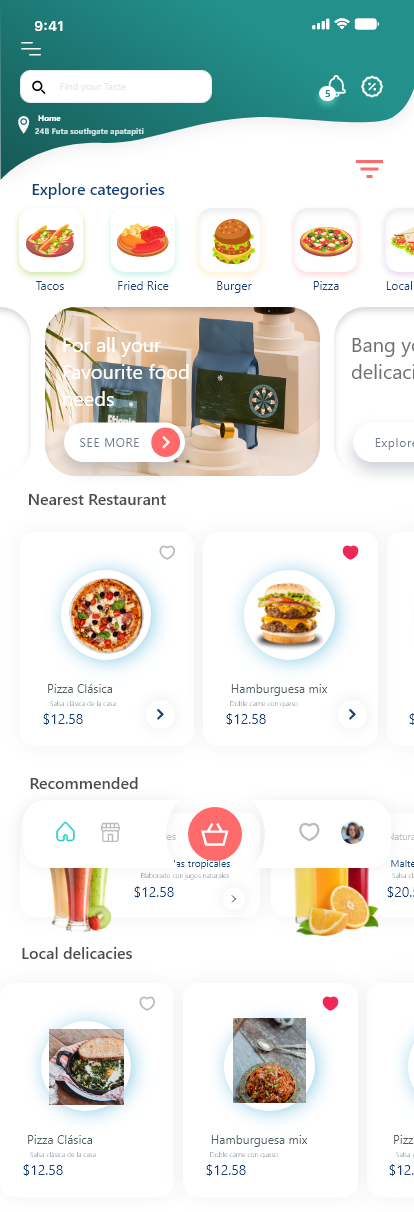 9:41
Find your Taste
5
Home
24B Futa southgate apatapiti
Explore categories
Tacos
Fried Rice
Burger
Pizza
Local
For all your
Favourite food
needs
SEE MORE
Bang yo
delicaci
Explore
Nearest Restaurant
Pizza Clásica
Salsa clásica de la casa
$12.58
Hamburguesa mix
Doble carne con queso
$12.58
$
Recommended
es
as tropicales
Elaborado con jugos naturales
$12.58
Natura
Malte
Salsa cl
$20.5
Local delicacies
Pizza Clásica
Salsa clásica de la casa
$12.58
Hamburguesa mix
Doble carne con queso
$12.58
Pizz
Salsa c
$12.